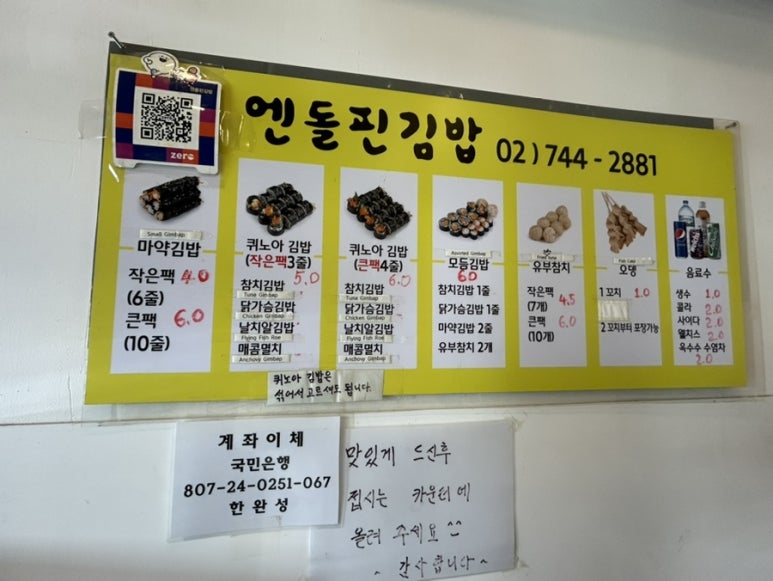 엔돌핀김밥 02) 744-2881
zero
Small Gimbap
마약김밥
작은팩 4.0
(6줄)
큰팩 6.0
(10줄)
퀴노아 김밥
(작은팩3줄)
5.0
참치김밥
Tuna Gimbap
닭가슴김밥
Chicken Gimbap
날치알김밥
Flying Fish Roe
매콤멸치
Anchovy Gimbap
퀴노아 김밥
(큰팩4줄)
6.0
참치김밥
Tuna Gimbap
닭가슴김밥
Chicken Gimbap
날치알김밥
Flying Fish Roe
매콤멸치
Anchovy Gimbap
Assorted Gimbap
모듬김밥
6.0
참치김밥 1줄
닭가슴김밥 1줄
마약김밥 2줄
유부참치 2개
유부참치
작은팩 4.5
(7개)
큰팩 6.0
(10개)
오뎅
1꼬치 1.0
2꼬치부터 포장가능
음료수
생수 1.0
콜라 2.0
사이다 2.0
웰치스 2.0
옥수수 수염차
2.0
퀴노아 김밥은
섞어서 고르셔도 됩니다.
계좌이체
국민은행
807-24-0251-067
한완성
맛있게 드신후
접시는 카운터에
올려 주세요^^
~ 감사합니다~